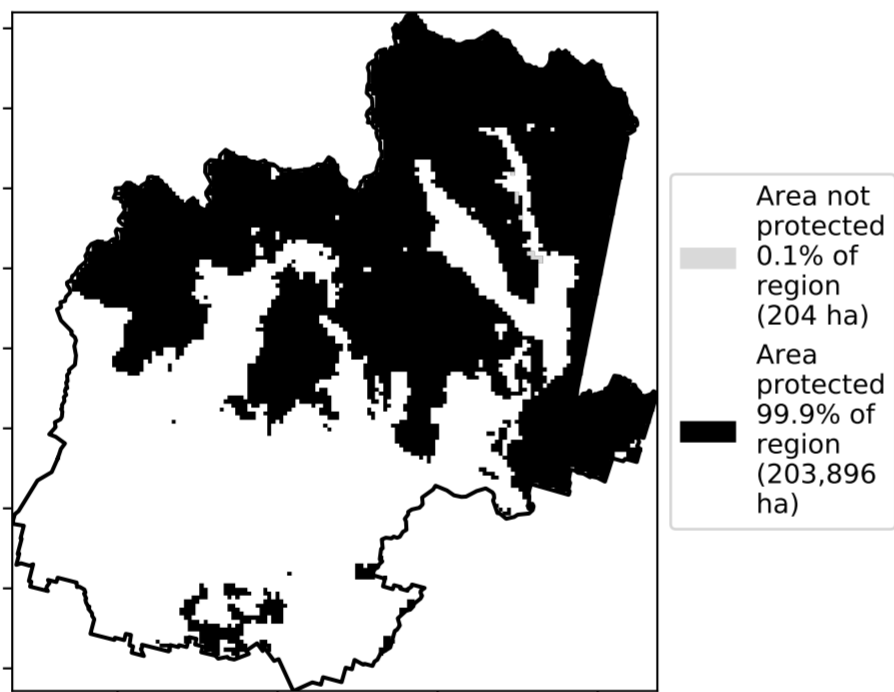 Area not
protected
0.1% of
region
(204 ha)
Area
protected
99.9% of
region
(203,896
ha)